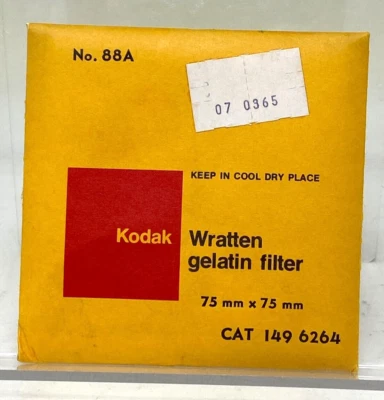 No. 88A
07 0365
KEEP IN COOL DRY PLACE
Kodak Wratten
gelatin filter
75 mm x 75 mm
CAT 149 6264